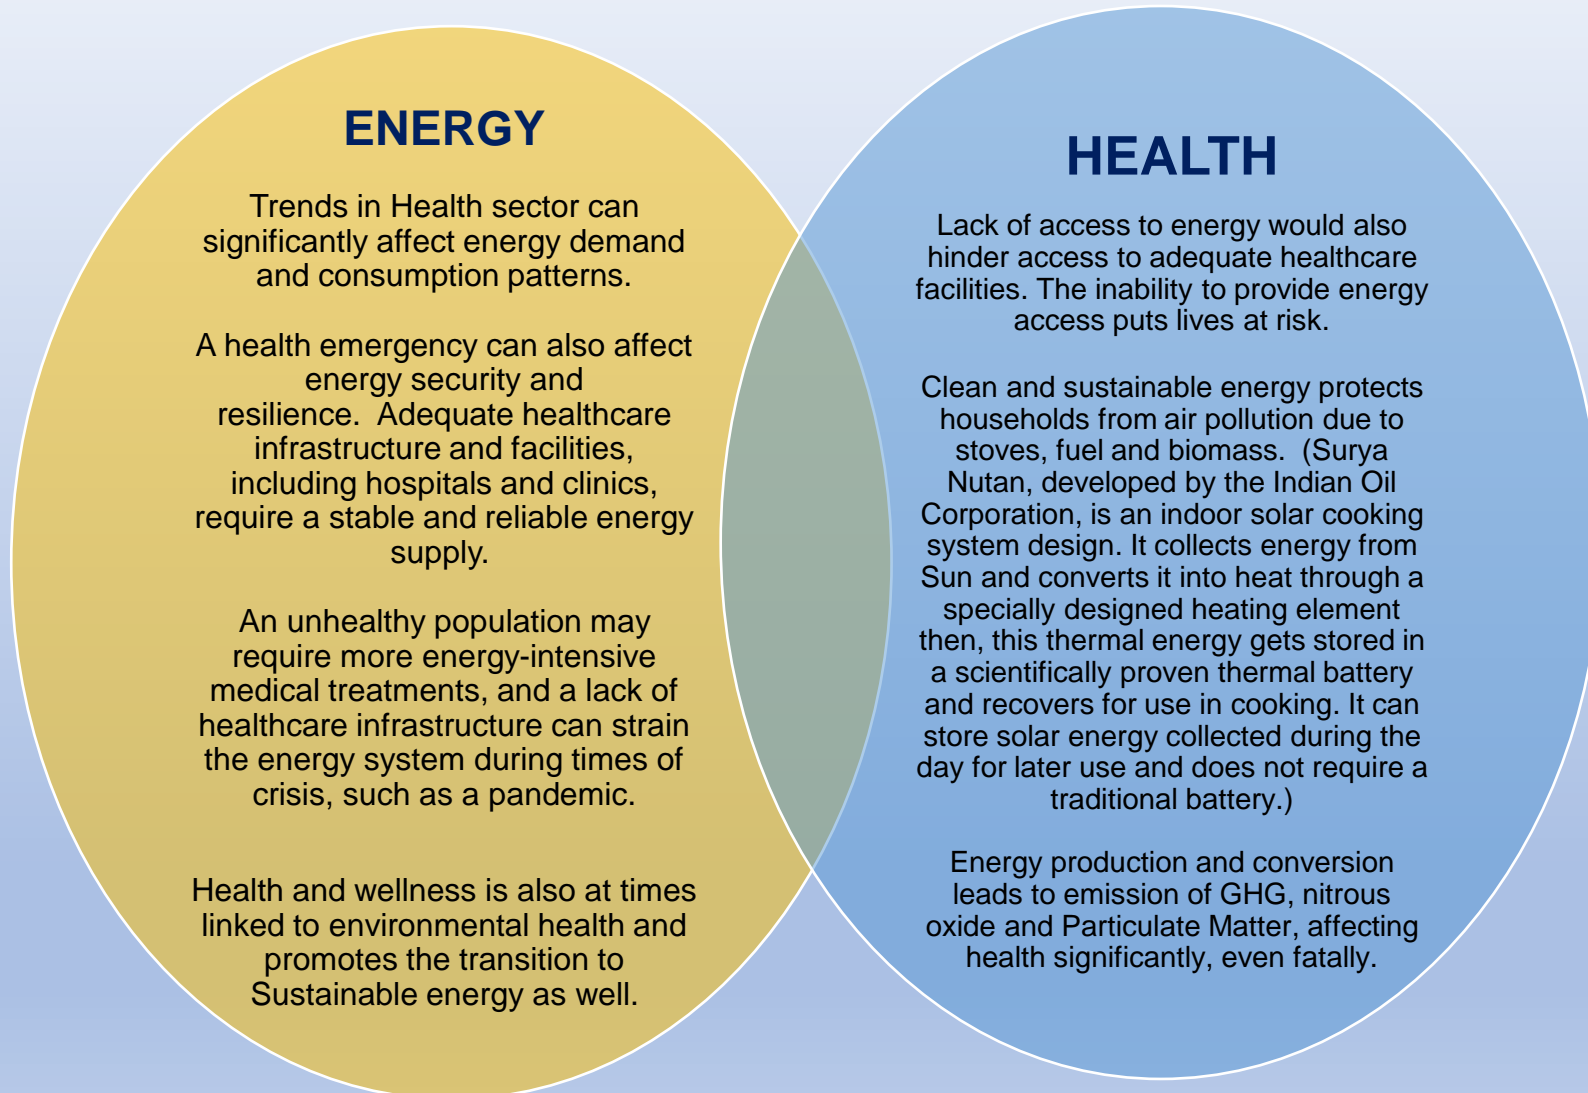 ENERGY
Trends in Health sector can
significantly affect energy demand
and consumption patterns.
A health emergency can also affect
energy security and
resilience.  Adequate healthcare
infrastructure and facilities,
including hospitals and clinics,
require a stable and reliable energy
supply.
An unhealthy population may
require more energy-intensive
medical treatments, and a lack of
healthcare infrastructure can strain
the energy system during times of
crisis, such as a pandemic.
Health and wellness is also at times
linked to environmental health and
promotes the transition to
Sustainable energy as well.
HEALTH
Lack of access to energy would also
hinder access to adequate healthcare
facilities. The inability to provide energy
access puts lives at risk.
Clean and sustainable energy protects
households from air pollution due to
stoves, fuel and biomass.  (Surya
Nutan, developed by the Indian Oil
Corporation, is an indoor solar cooking
system design. It collects energy from
Sun and converts it into heat through a
specially designed heating element
then, this thermal energy gets stored in
a scientifically proven thermal battery
and recovers for use in cooking. It can
store solar energy collected during the
day for later use and does not require a
traditional battery.)
Energy production and conversion
leads to emission of GHG, nitrous
oxide and Particulate Matter, affecting
health significantly, even fatally.